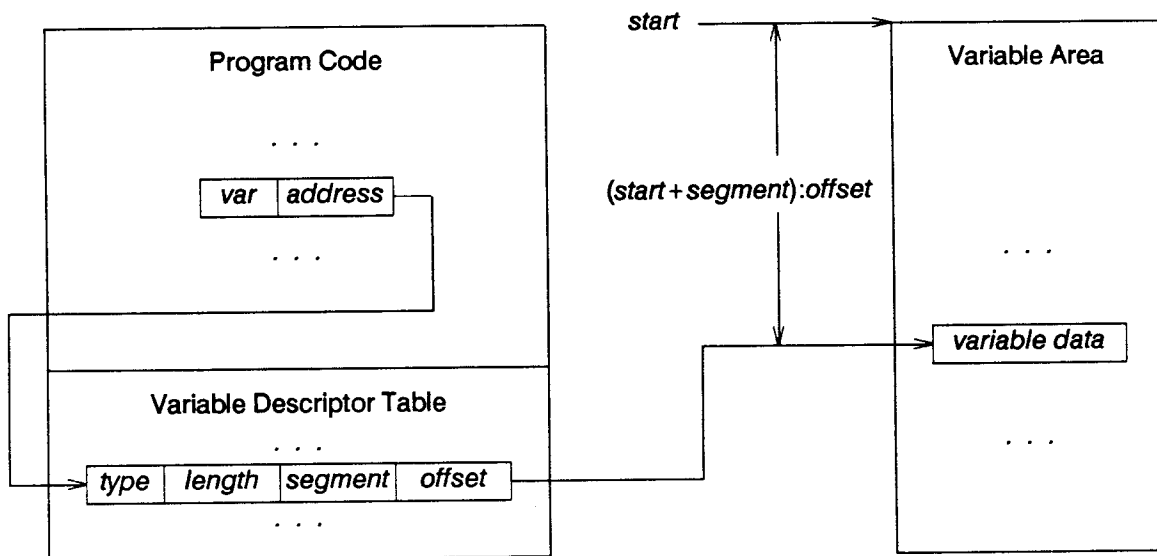 Program Code
. . .
var address
. . .
Variable Descriptor Table
. . .
type length segment offset
. . .
start
(start+segment):offset
Variable Area
. . .
variable data
. . .